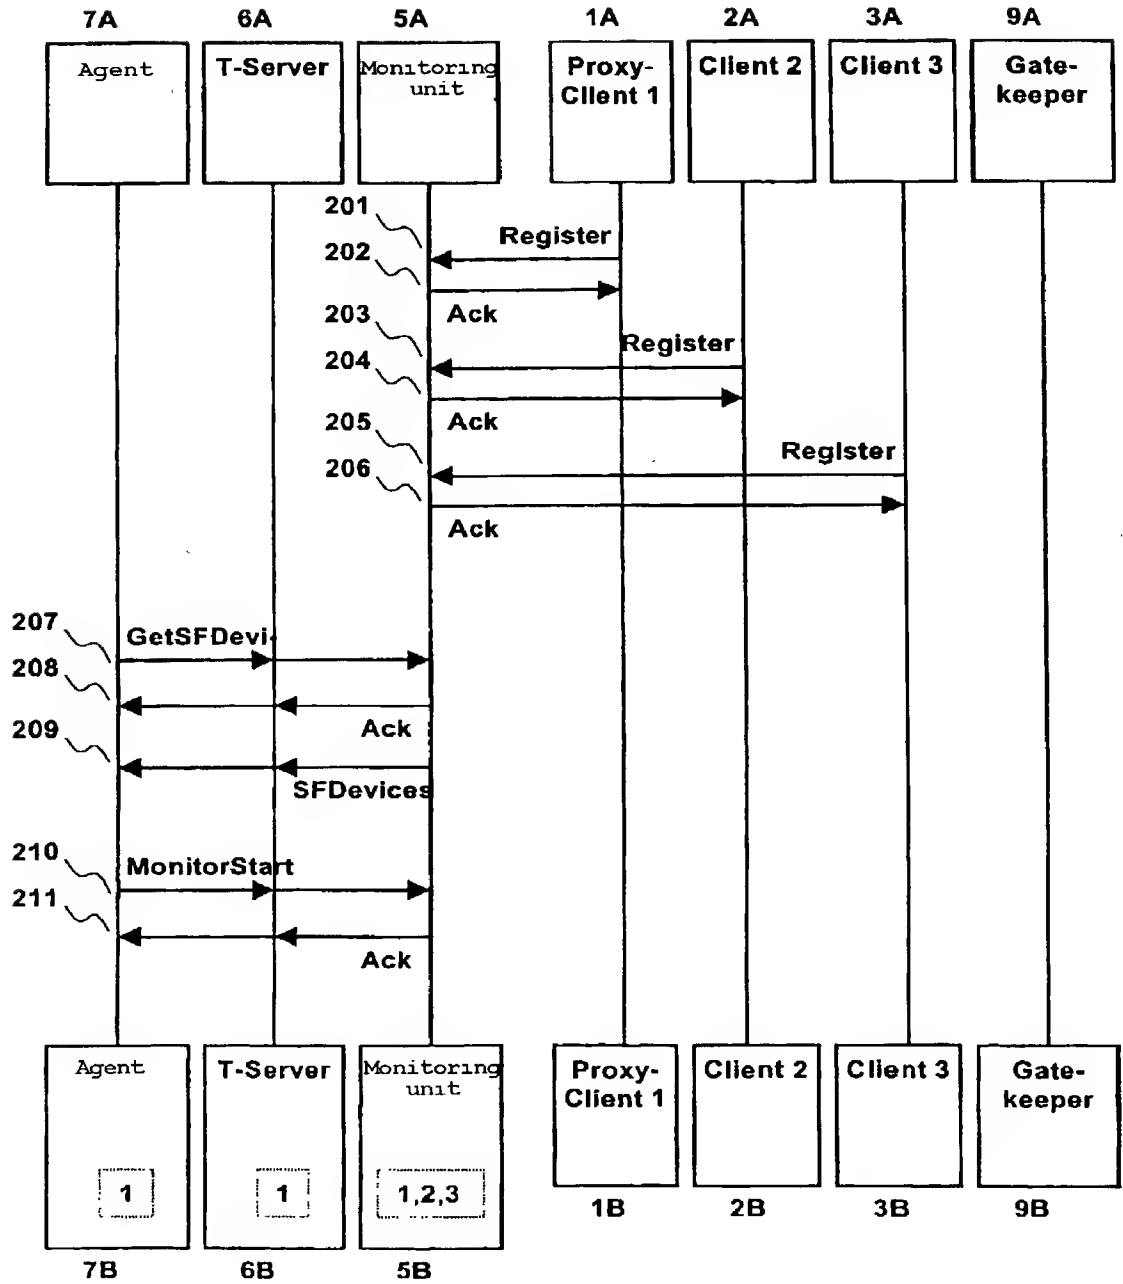 7A 6A 5A 1A 2A 3A 9A
Agent T-Server Monitoring Proxy- Client 2 Client 3 Gate-
unit Client 1 keeper
201
Register
202
Ack
203
Register
204
Ack
205
Register
206
Ack
207
GetSFDevi-
208
Ack
209
SFDevices
210
MonitorStart
211
Ack
Agent T-Server Monitoring Proxy- Client 2 Client 3 Gate-
unit Client 1 keeper
1 1 1,2,3
1B 2B 3B 9B
7B 6B 5B